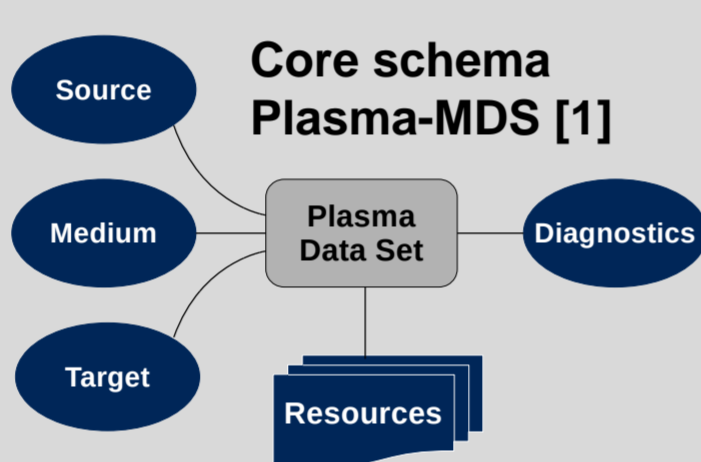 Core schema
Plasma-MDS [1]
Source
Medium
Target
Plasma
Data Set
Diagnostics
Resources